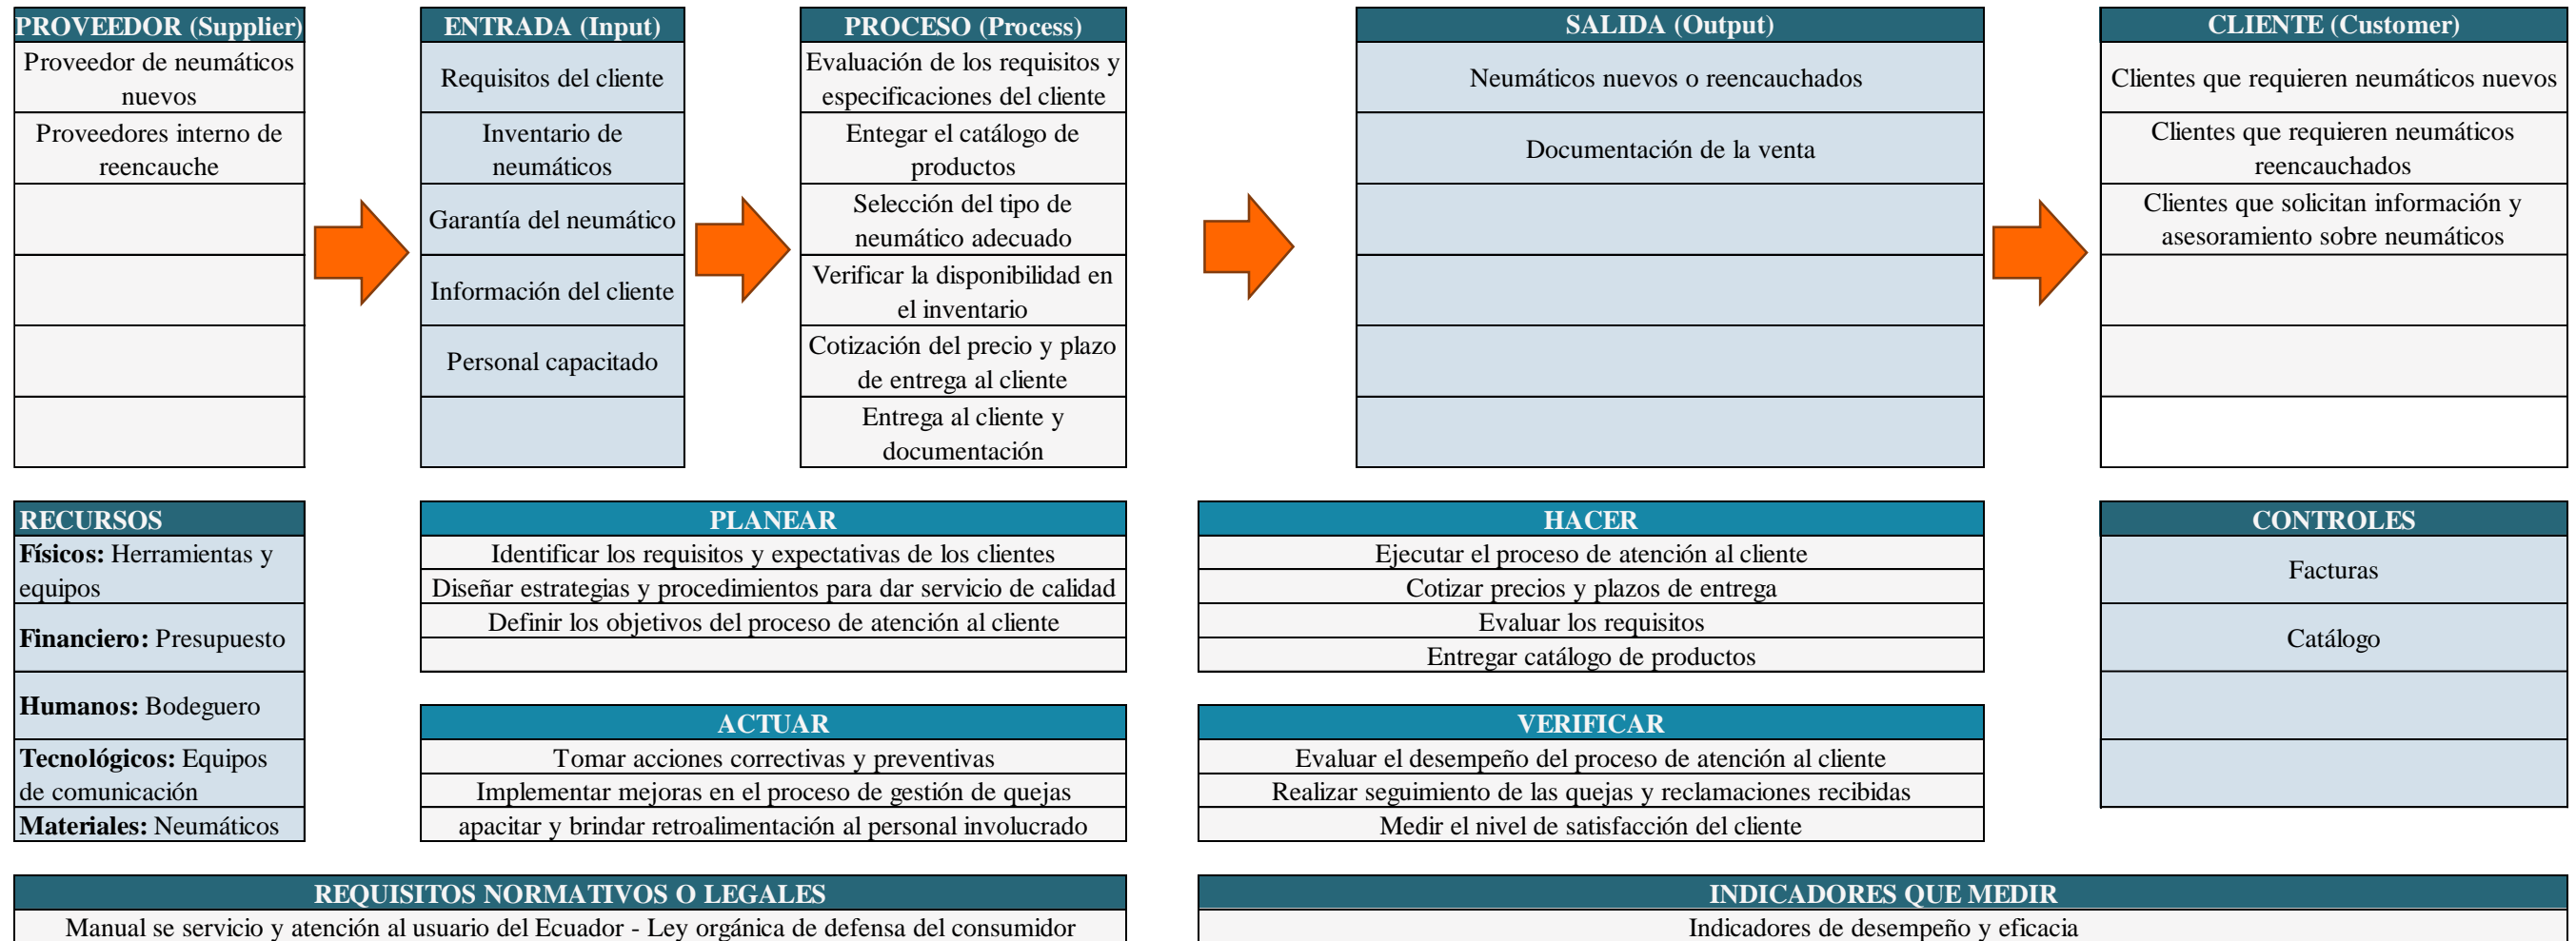 PROVEEDOR (Supplier)
Proveedor de neumáticos
nuevos
Proveedores interno de
reencauche
ENTRADA (Input)
Requisitos del cliente
Inventario de
neumáticos
Garantía del neumático
Información del cliente
Personal capacitado
PROCESO (Process)
Evaluación de los requisitos y
especificaciones del cliente
Entegar el catálogo de
productos
Selección del tipo de
neumático adecuado
Verificar la disponibilidad en
el inventario
Cotización del precio y plazo
de entrega al cliente
Entrega al cliente y
documentación
SALIDA (Output)
Neumáticos nuevos o reencauchados
Documentación de la venta
CLIENTE (Customer)
Clientes que requieren neumáticos nuevos
Clientes que requieren neumáticos
reencauchados
Clientes que solicitan información y
asesoramiento sobre neumáticos
RECURSOS
Físicos: Herramientas y
equipos
Financiero: Presupuesto
Humanos: Bodeguero
Tecnológicos: Equipos
de comunicación
Materiales: Neumáticos
PLANEAR
Identificar los requisitos y expectativas de los clientes
Diseñar estrategias y procedimientos para dar servicio de calidad
Definir los objetivos del proceso de atención al cliente
HACER
Ejecutar el proceso de atención al cliente
Cotizar precios y plazos de entrega
Evaluar los requisitos
Entregar catálogo de productos
CONTROLES
Facturas
Catálogo
ACTUAR
Tomar acciones correctivas y preventivas
Implementar mejoras en el proceso de gestión de quejas
apacitar y brindar retroalimentación al personal involucrado
VERIFICAR
Evaluar el desempeño del proceso de atención al cliente
Realizar seguimiento de las quejas y reclamaciones recibidas
Medir el nivel de satisfacción del cliente
REQUISITOS NORMATIVOS O LEGALES
Manual se servicio y atención al usuario del Ecuador - Ley orgánica de defensa del consumidor
INDICADORES QUE MEDIR
Indicadores de desempeño y eficacia